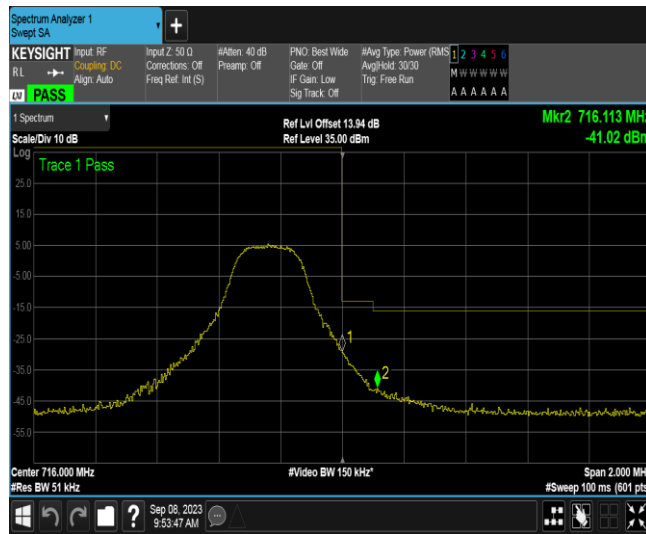 Spectrum Analyzer 1
Swept SA
+
KEYSIGHT
RL
LXI PASS
Input: RF
Coupling: DC
Align: Auto
Input Z: 50 Ω
Corrections: Off
Freq Ref: Int (S)
#Atten: 40 dB
Preamp: Off
PNO: Best Wide
Gate: Off
IF Gain: Low
Sig Track: Off
#Avg Type: Power (RMS
Avg|Hold: 30/30
Trig: Free Run
1 2 3 4 5 6
M W W W W W
A A A A A A
1 Spectrum
Scale/Div 10 dB
Ref Lvl Offset 13.94 dB
Ref Level 35.00 dBm
Mkr2 716.113 MHz
-41.02 dBm
Log
Trace 1 Pass
25.0
15.0
5.00
-5.00
-15.0
-25.0
-35.0
-45.0
-55.0
1
2
Center 716.000 MHz
#Res BW 51 kHz
#Video BW 150 kHz*
Span 2.000 MH
#Sweep 100 ms (601 pts
?
Sep 08, 2023
9:53:47 AM